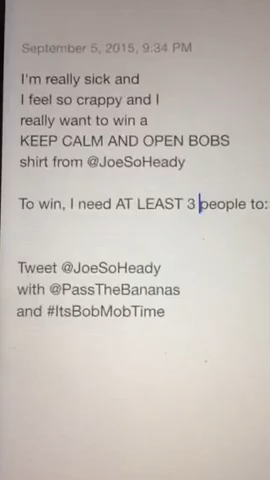 September 5, 2015, 9:34 PM
I'm really sick and
I feel so crappy and I
really want to win a
KEEP CALM AND OPEN BOBS
shirt from @JoeSoHeady
To win, I need AT LEAST 3 people to:
Tweet @JoeSoHeady
with @PassTheBananas
and #ItsBobMobTime